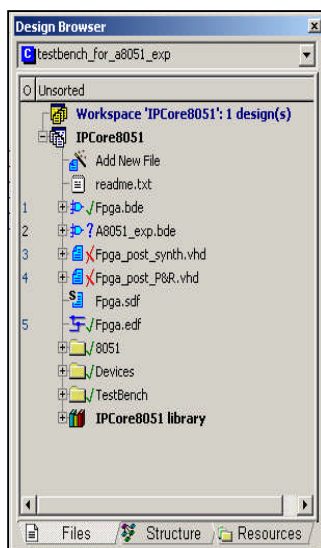 Design Browser
C testbench_for_a8051_exp
O Unsorted
Workspace 'IPCore8051': 1 design(s)
IPCore8051
Add New File
readme.txt
1 Fpga.bde
2 ? A8051_exp.bde
3 Fpga_post_synth.vhd
4 Fpga_post_P&R.vhd
S Fpga.sdf
5 Fpga.edf
8051
Devices
TestBench
IPCore8051 library
Files Structure Resources